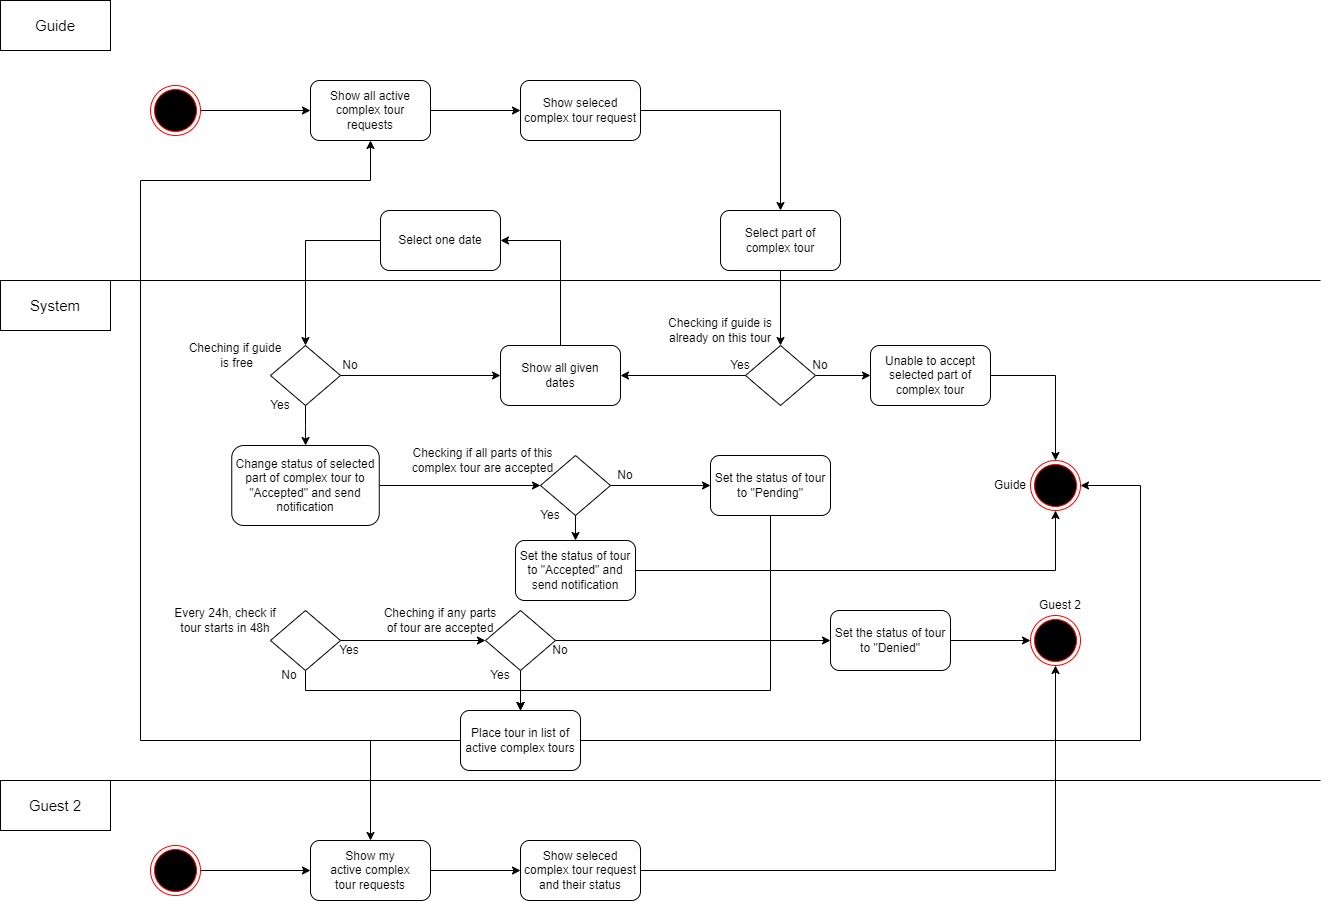 Guide
Show all active
complex tour
requests
Show seleced
complex tour request
Select one date
Select part of
complex tour
System
Checking if guide is
already on this tour
Cheching if guide
is free
No
Yes
Show all given
dates
Yes
No
Unable to accept
selected part of
complex tour
Change status of selected
part of complex tour to
"Accepted" and send
notification
Checking if all parts of this
complex tour are accepted
No
Yes
Set the status of tour
to "Pending"
Guide
Set the status of tour
to "Accepted" and
send notification
Every 24h, check if
tour starts in 48h
Yes
No
Cheching if any parts
of tour are accepted
No
Yes
Set the status of tour
to "Denied"
Guest 2
Place tour in list of
active complex tours
Guest 2
Show my
active complex
tour requests
Show seleced
complex tour request
and their status